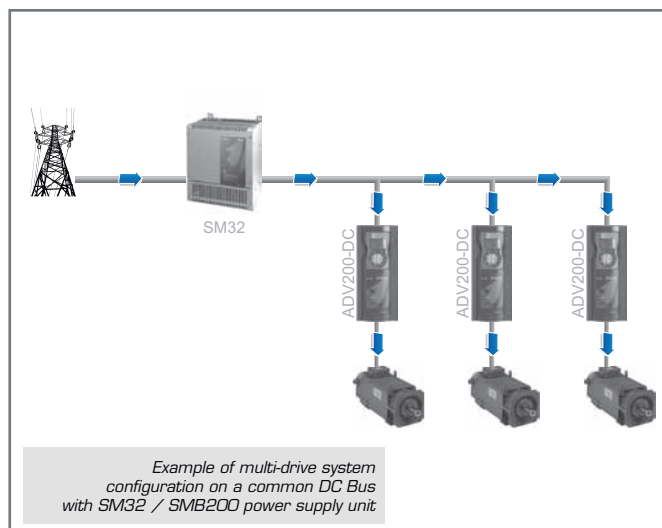 SM32
ADV200-DC
ADV200-DC
ADV200-DC
Example of multi-drive system
configuration on a common DC Bus
with SM32 / SMB200 power supply unit